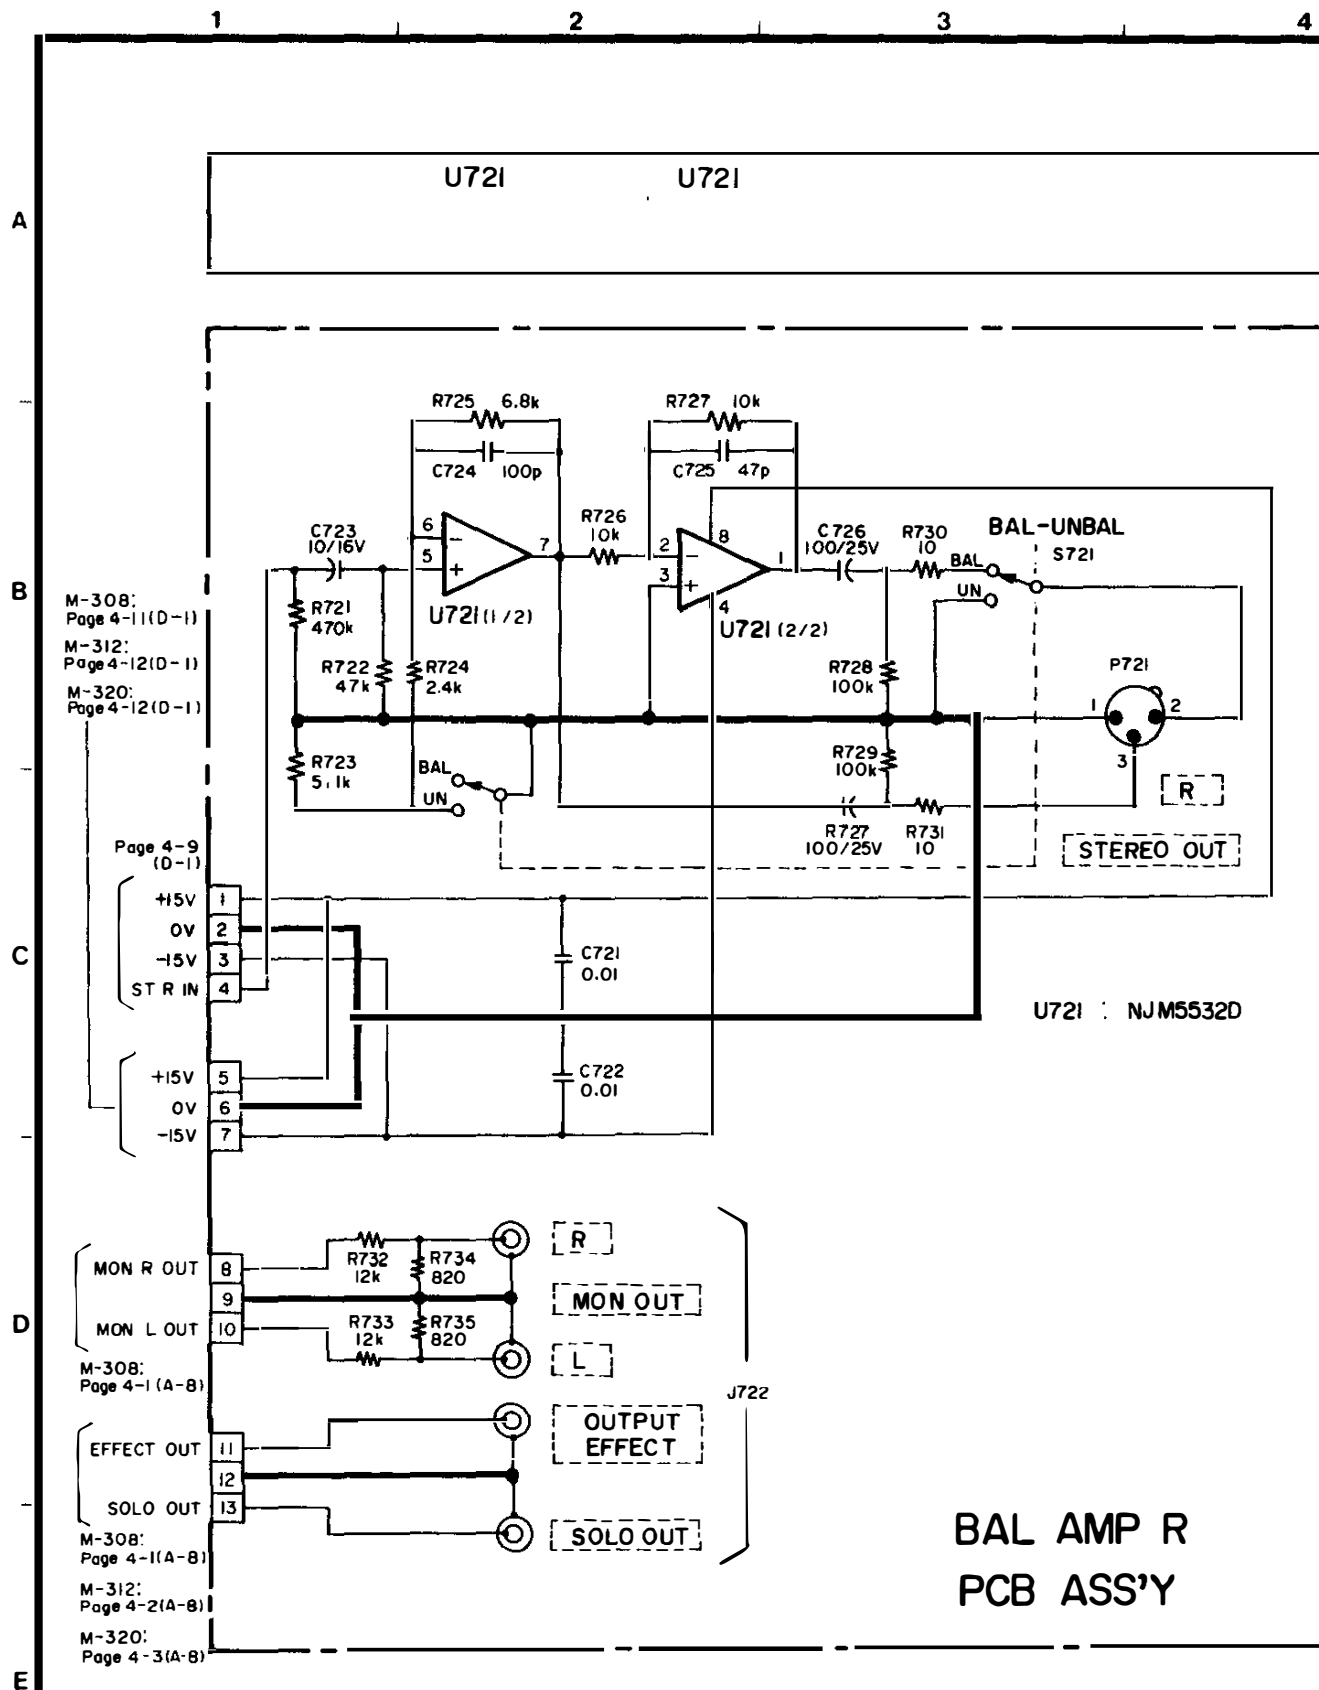 1 2 3 4
A
B
C
D
E
U721 U721
R725 6.8k
C724 100p
R727 10k
C725 47p
C723
10/16V
6
5
−
+
7
U721(1/2)
R726
10k
2
3
−
+
8
1
4
U721(2/2)
C726
100/25V
R730
10
BAL-UNBAL
S721
BAL
UN
M-308:
Page 4-11(D-1)
M-312:
Page 4-12(D-1)
M-320:
Page 4-12(D-1)
R721
470k
R722
47k
R724
2.4k
R728
100k
P721
1 2
3
R723
5.1k
BAL
UN
R729
100k
R727
100/25V
R731
10
R
STEREO OUT
Page 4-9
(D-1)
+15V 1
0V 2
-15V 3
ST R IN 4
C721
0.01
U721 : NJM5532D
+15V 5
0V 6
-15V 7
C722
0.01
MON R OUT 8
9
MON L OUT 10
R732
12k
R734
820
R733
12k
R735
820
R
MON OUT
L
M-308:
Page 4-1(A-8)
J722
EFFECT OUT 11
12
SOLO OUT 13
OUTPUT
EFFECT
SOLO OUT
M-308:
Page 4-1(A-8)
M-312:
Page 4-2(A-8)
M-320:
Page 4-3(A-8)
BAL AMP R
PCB ASS'Y